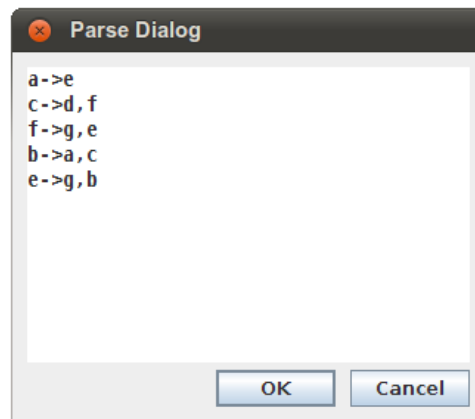 Parse Dialog
a->e
c->d,f
f->g,e
b->a,c
e->g,b
OK
Cancel